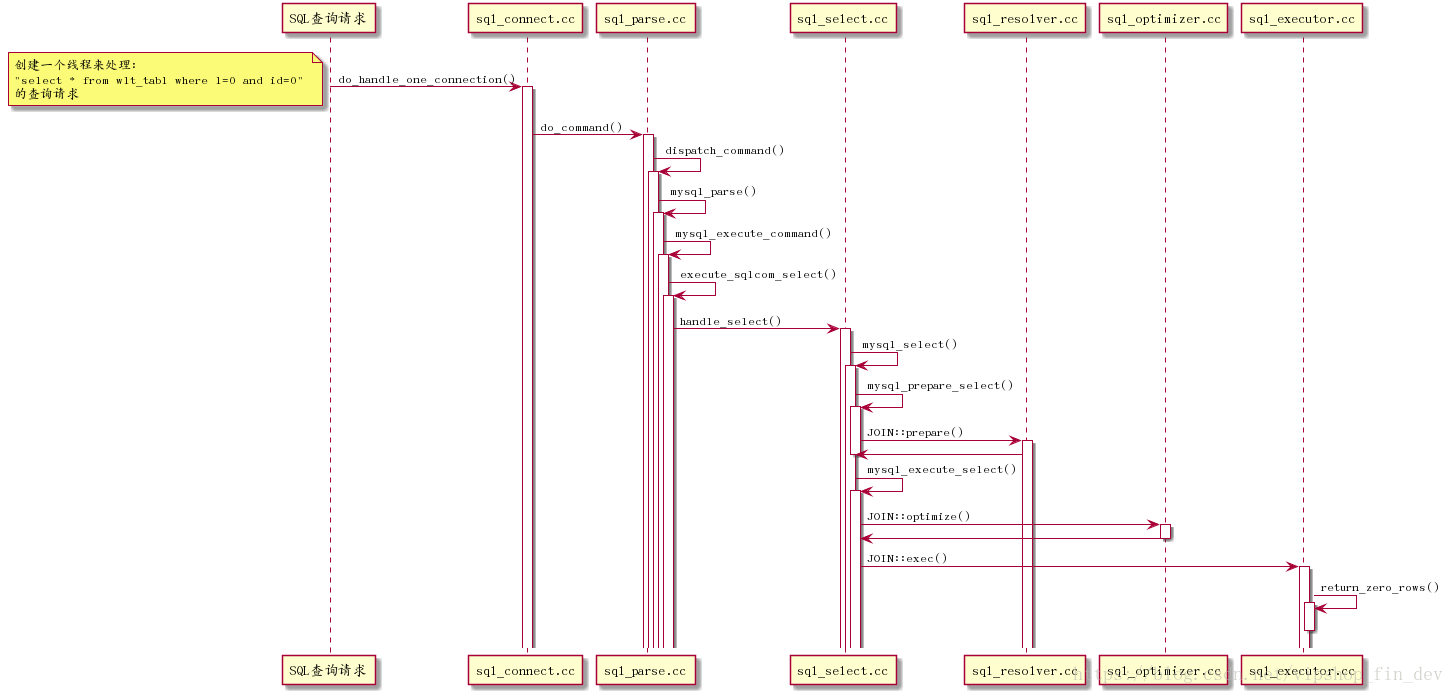 SQL查询请求
sql_connect.cc
sql_parse.cc
sql_select.cc
sql_resolver.cc
sql_optimizer.cc
sql_executor.cc
创建一个线程来处理:
"select * from wlt_tab1 where 1=0 and id=0"
的查询请求
do_handle_one_connection()
do_command()
dispatch_command()
mysql_parse()
mysql_execute_command()
execute_sqlcom_select()
handle_select()
mysql_select()
mysql_prepare_select()
JOIN::prepare()
mysql_execute_select()
JOIN::optimize()
JOIN::exec()
return_zero_rows()
SQL查询请求
sql_connect.cc
sql_parse.cc
sql_select.cc
sql_resolver.cc
sql_optimizer.cc
sql_executor.cc